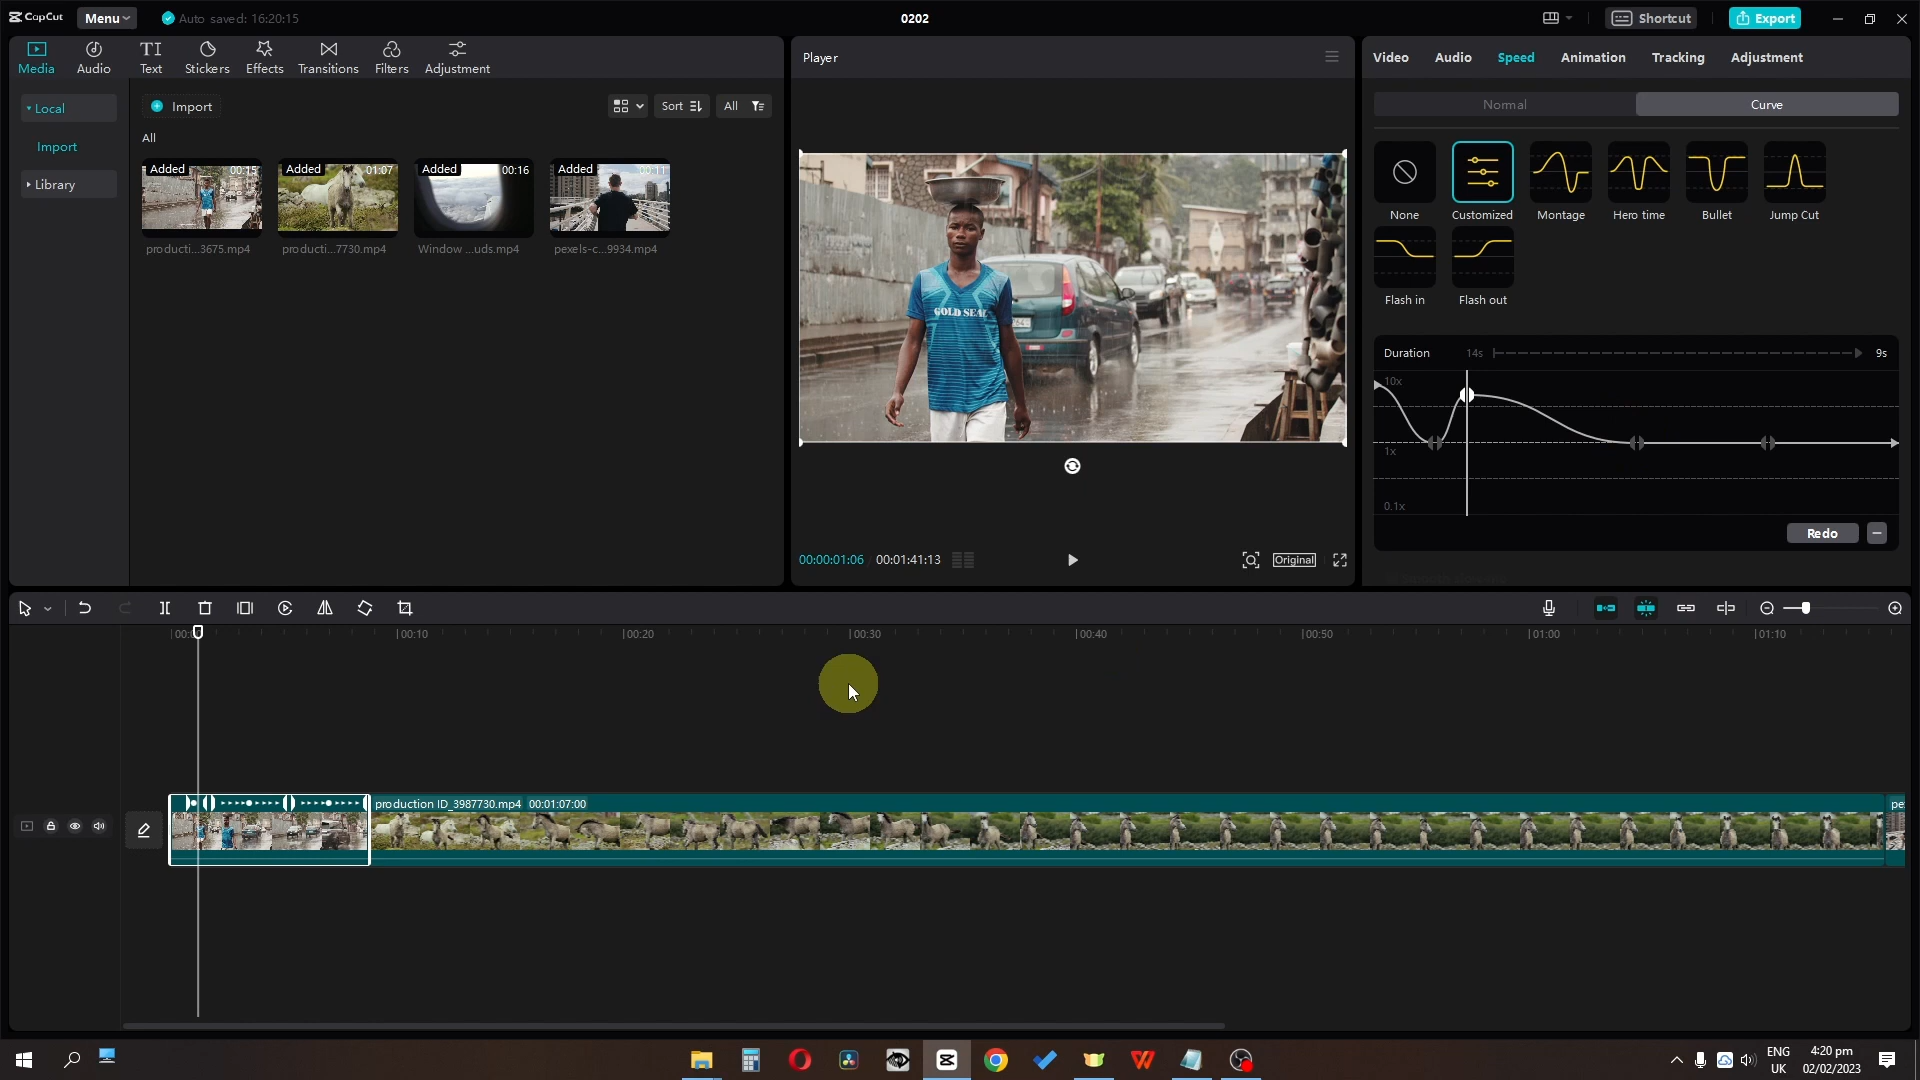 CapCut
Menu
Auto saved: 16:20:15
0202
Shortcut
Export
Media
Audio
Text
Stickers
Effects
Transitions
Filters
Adjustment
Player
Video
Audio
Speed
Animation
Tracking
Adjustment
Local
Import
Library
Import
Sort
All
All
Added 00:15
Added 01:07
Added 00:16
Added 00:11
producti...3675.mp4
producti...7730.mp4
Window ...uds.mp4
pexels-c...9934.mp4
GOLD SEAL
00:00:01:06
00:01:41:13
Original
Normal
Curve
None
Customized
Montage
Hero time
Bullet
Jump Cut
Flash in
Flash out
Duration
14s
9s
10x
1x
0.1x
Redo
00:10
00:20
00:30
00:40
00:50
01:00
01:10
production ID_3987730.mp4 00:01:07:00
ENG
UK
4:20 pm
02/02/2023